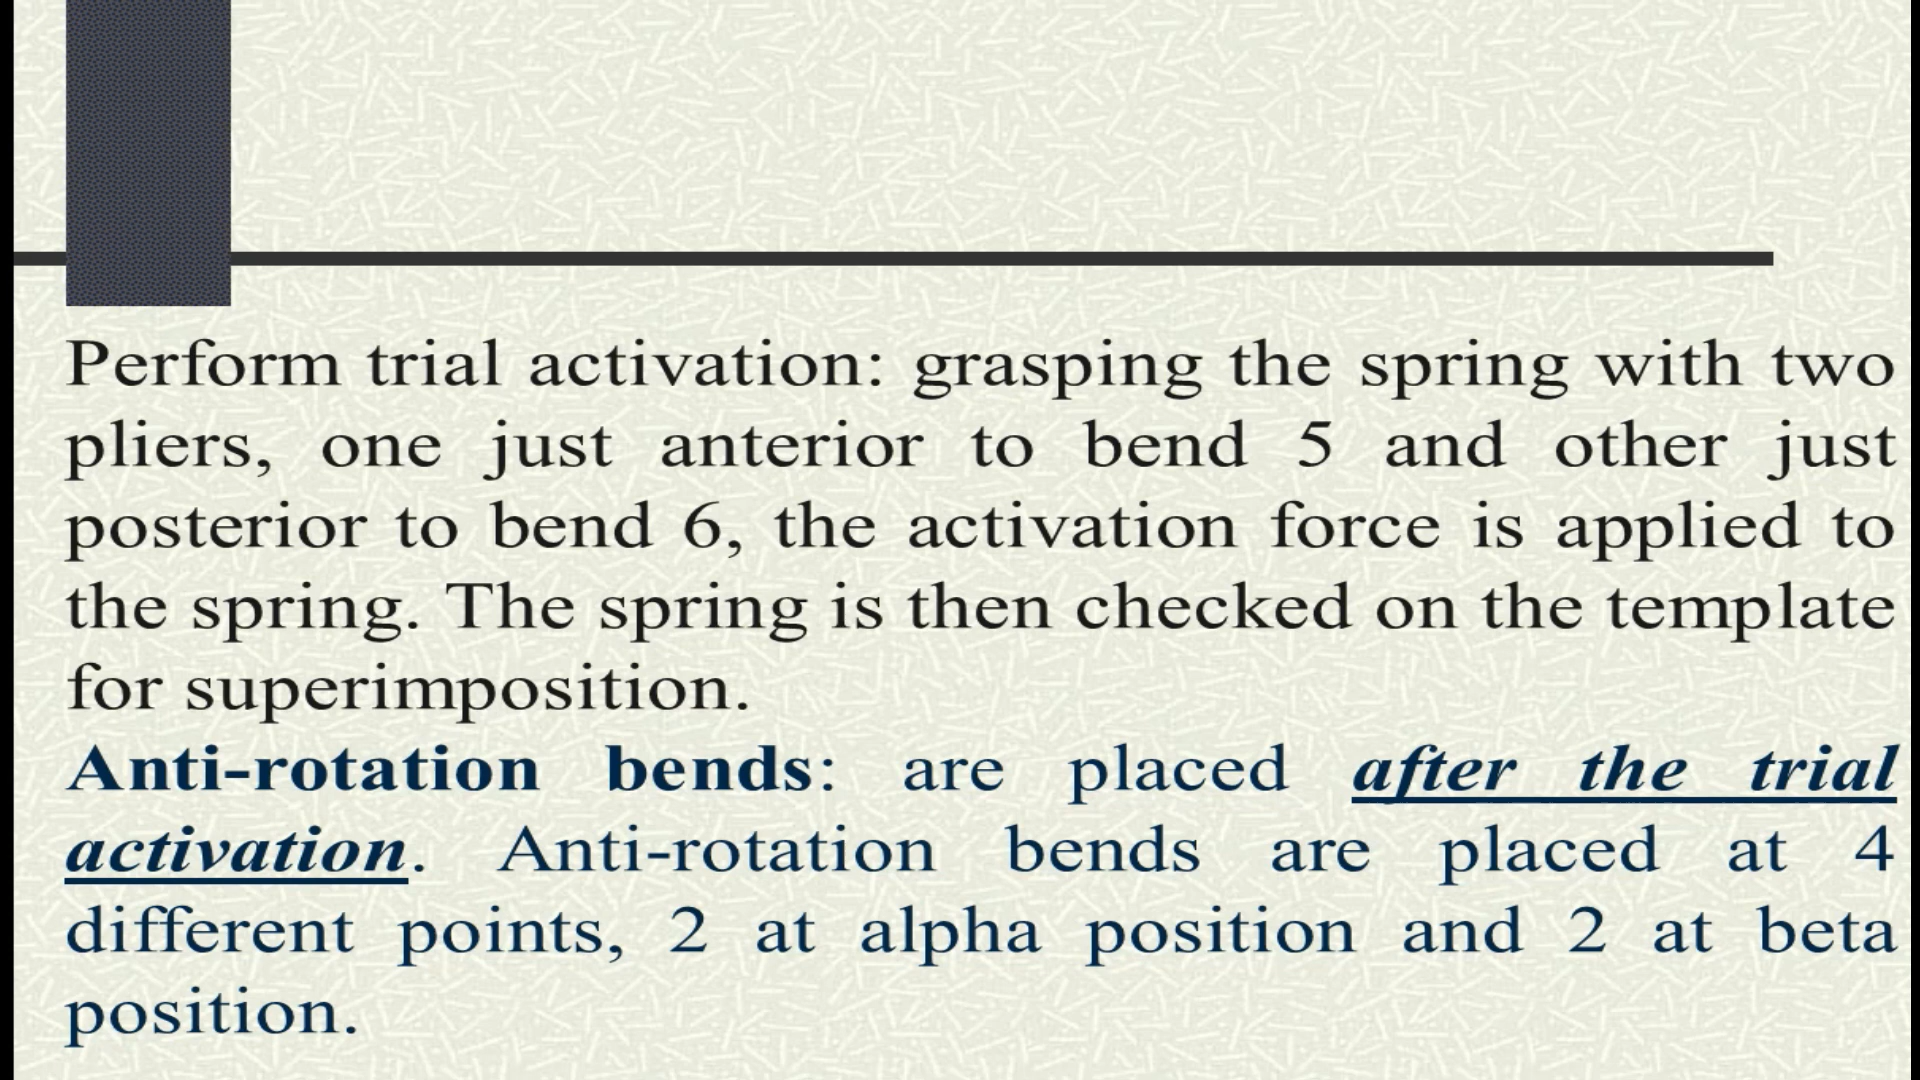 Perform trial activation: grasping the spring with two
pliers, one just anterior to bend 5 and other just
posterior to bend 6, the activation force is applied to
the spring. The spring is then checked on the template
for superimposition.
Anti-rotation bends: are placed after the trial
activation. Anti-rotation bends are placed at 4
different points, 2 at alpha position and 2 at beta
position.